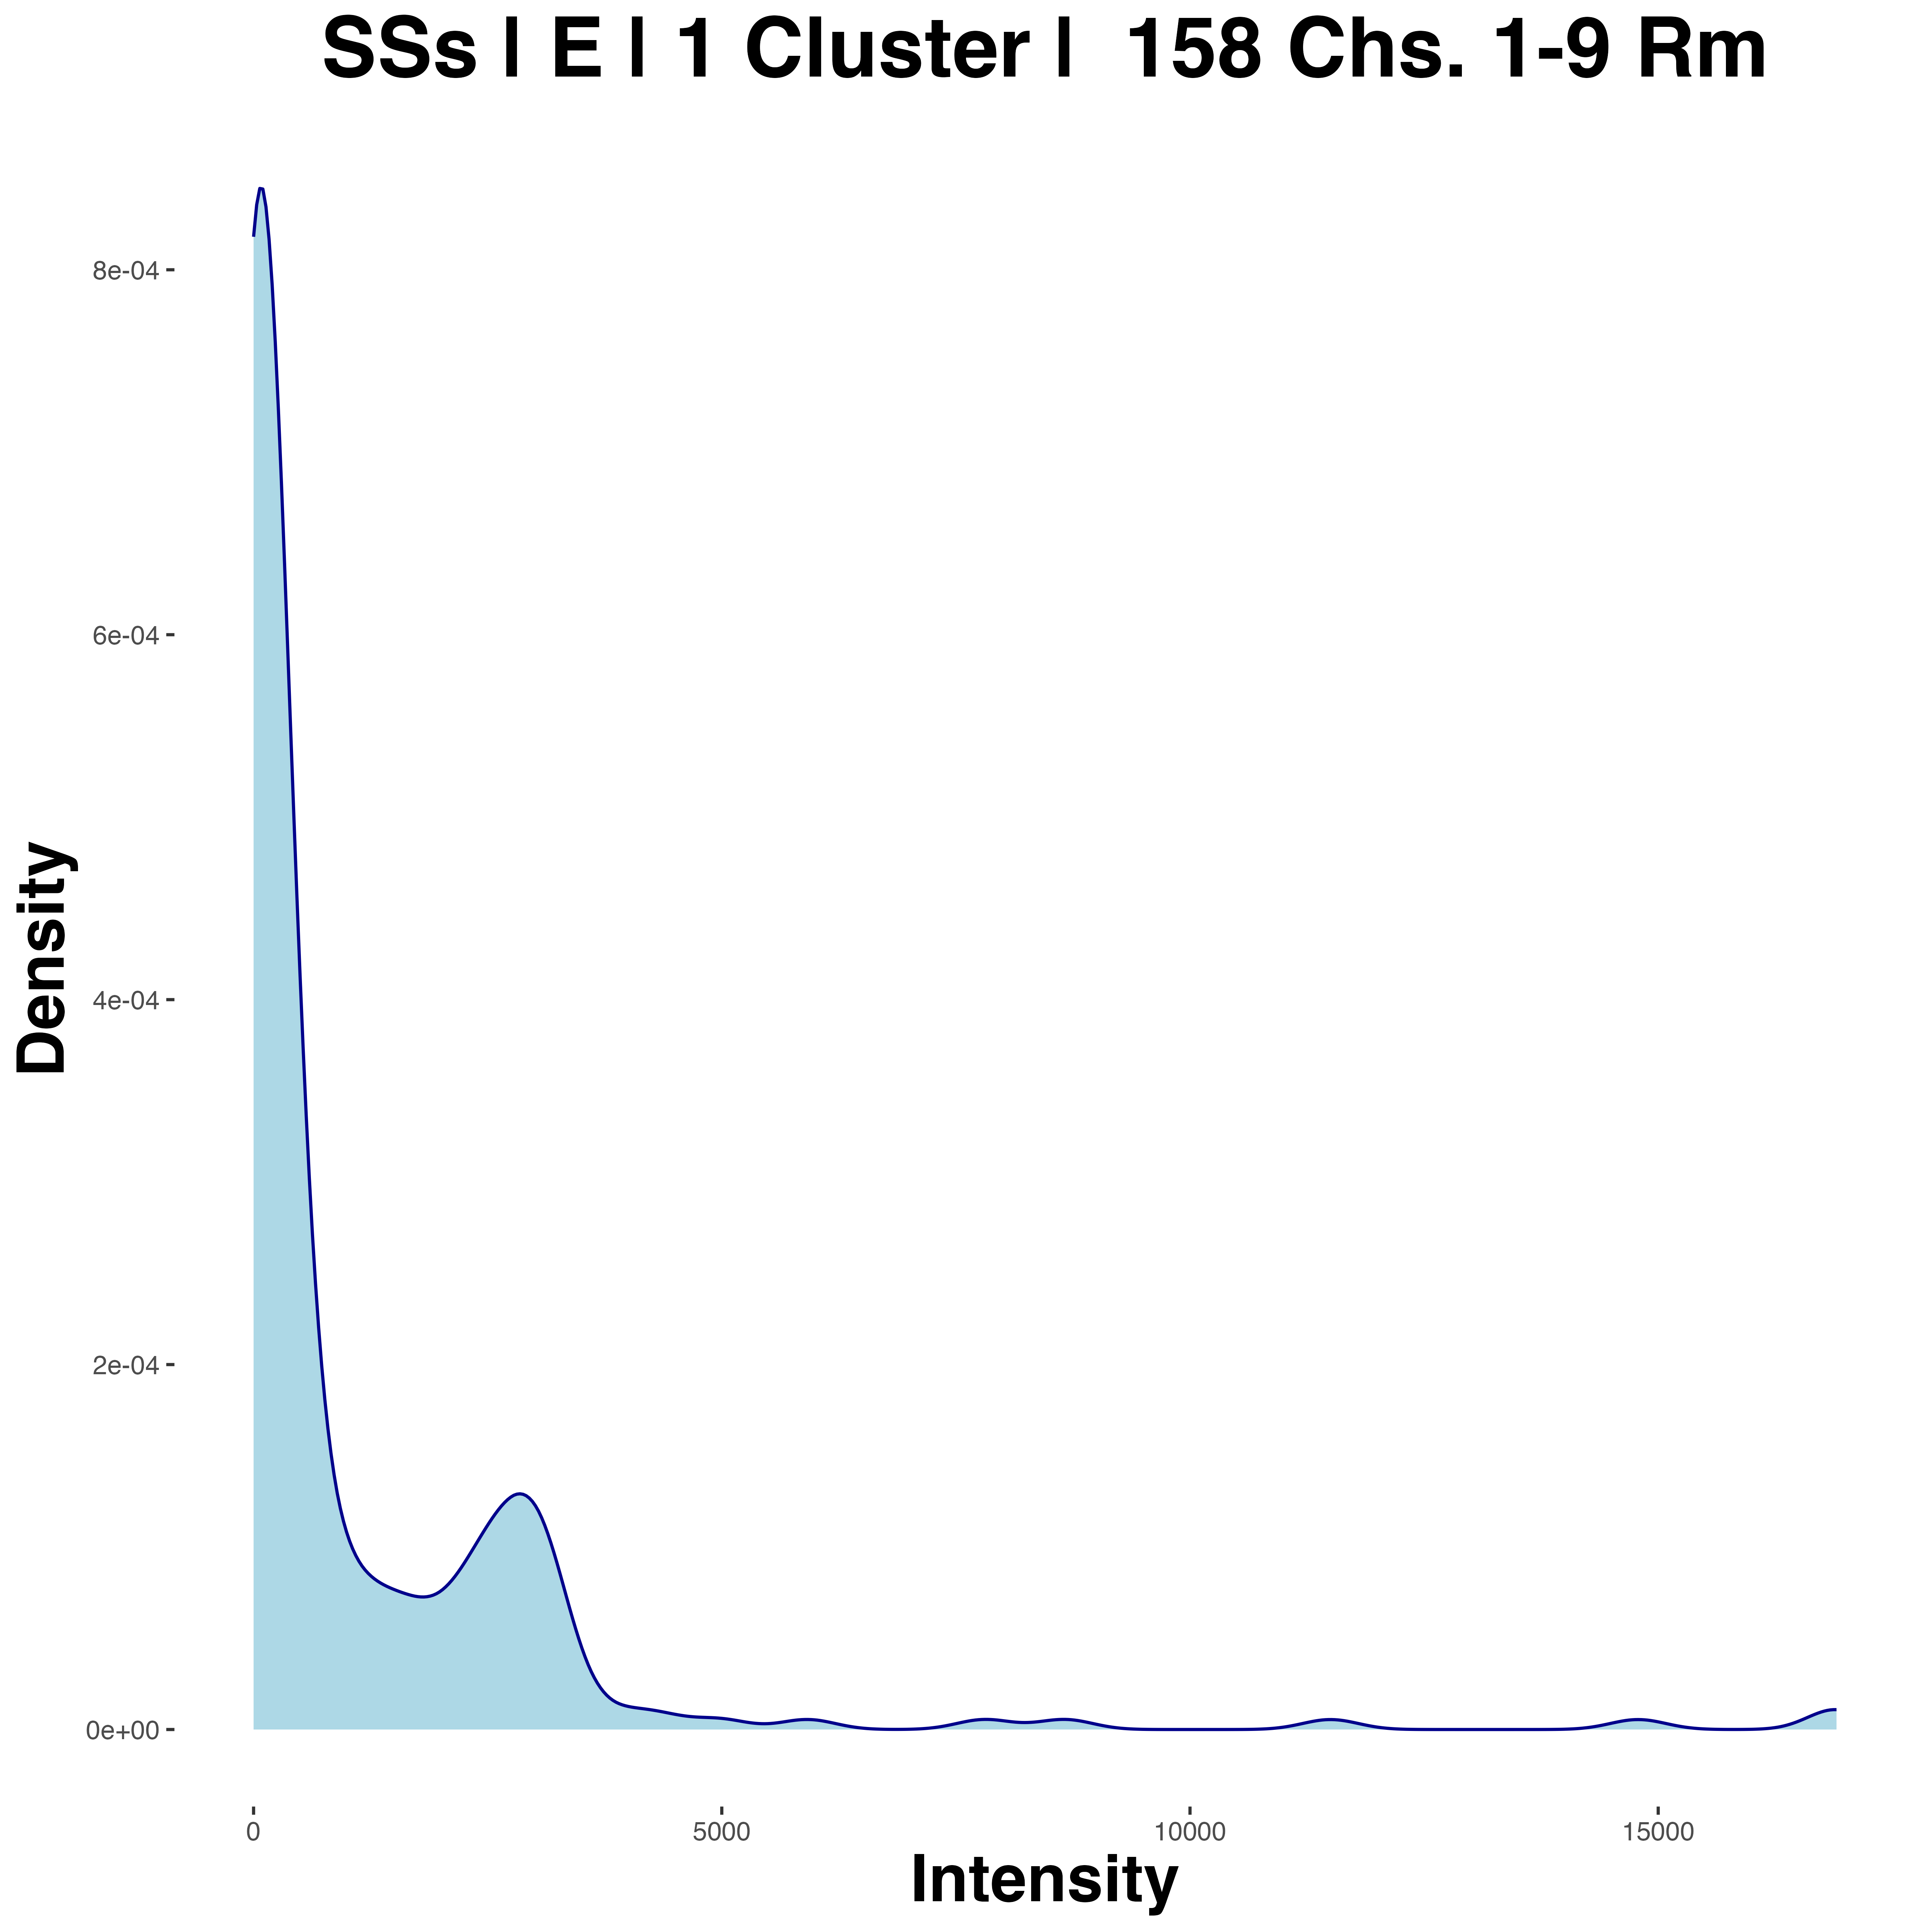 SSs | E | 1 Cluster | 158 Chs. 1-9 Rm
Density
8e-04
6e-04
4e-04
2e-04
0e+00
0 5000 10000 15000
Intensity